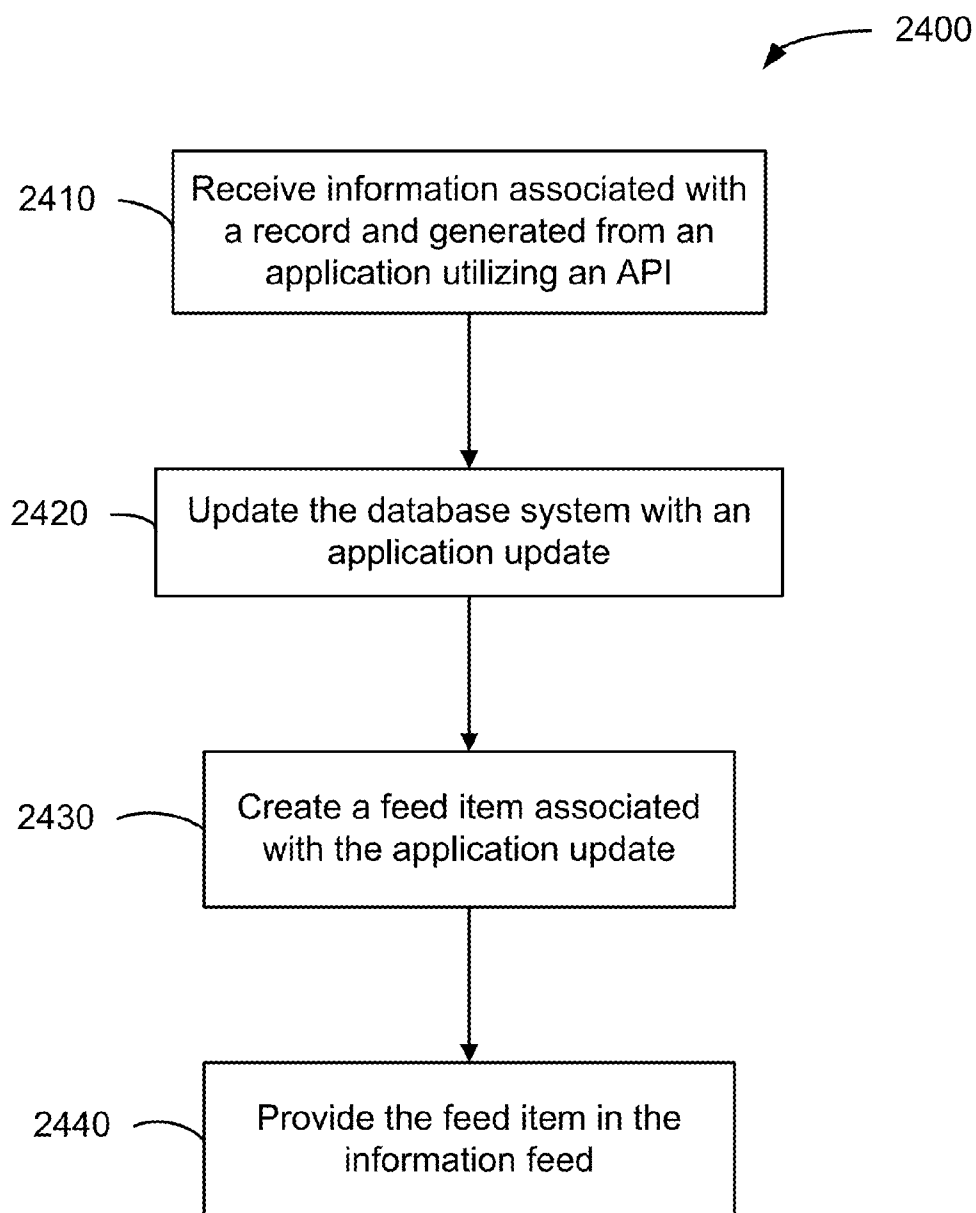 2400
2410
Receive information associated with
a record and generated from an
application utilizing an API
2420
Update the database system with an
application update
2430
Create a feed item associated
with the application update
2440
Provide the feed item in the
information feed